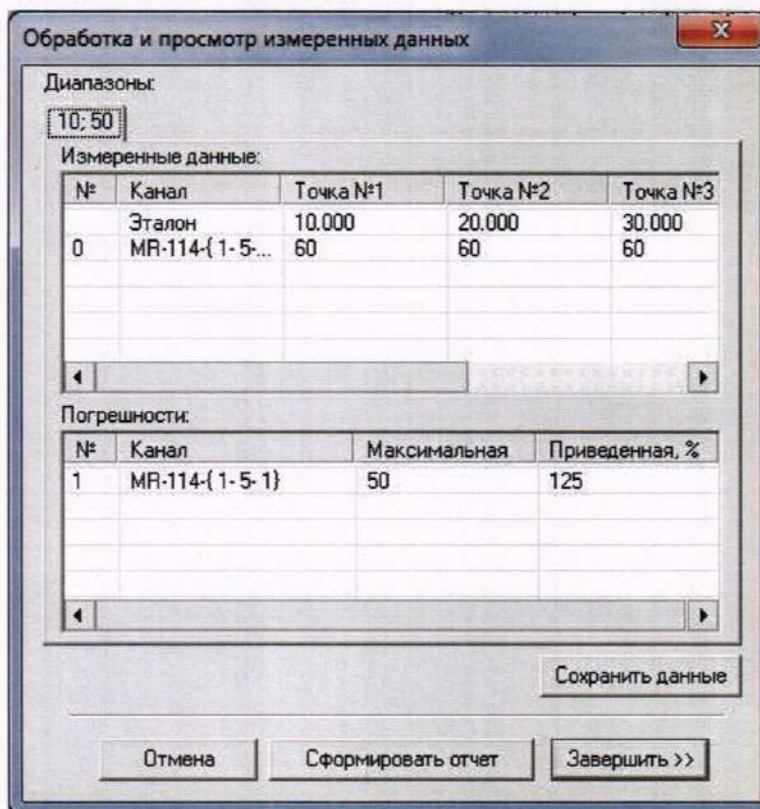 Обработка и просмотр измеренных данных
Диапазоны:
10; 50
Измеренные данные:
№ Канал Точка №1 Точка №2 Точка №3
Эталон 10.000 20.000 30.000
0 MR-114-{ 1- 5-... 60 60 60
Погрешности:
№ Канал Максимальная Приведенная, %
1 MR-114-{ 1- 5- 1} 50 125
Сохранить данные
Отмена Сформировать отчет Завершить >>